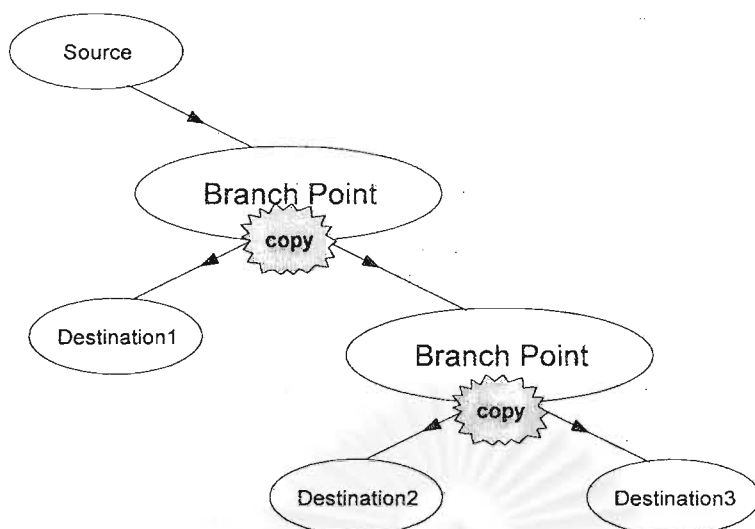 Source
Branch Point
copy
Destination1
Branch Point
copy
Destination2
Destination3